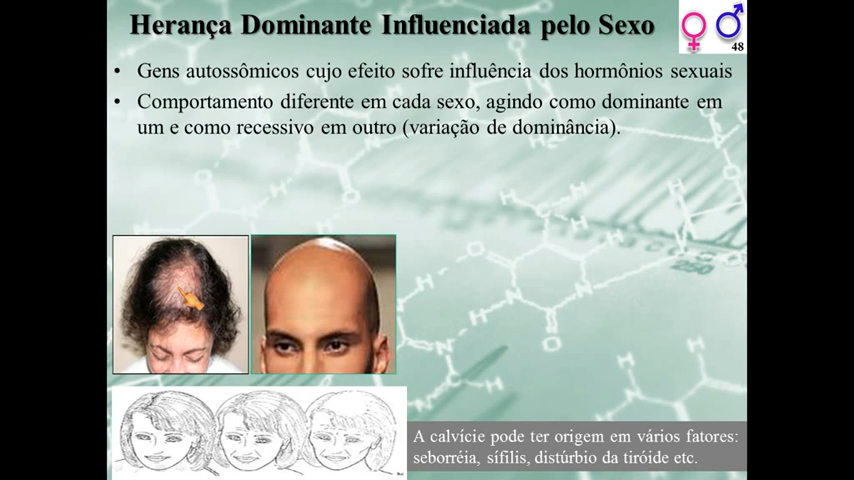 Herança Dominante Influenciada pelo Sexo
48
• Gens autossômicos cujo efeito sofre influência dos hormônios sexuais
• Comportamento diferente em cada sexo, agindo como dominante em
um e como recessivo em outro (variação de dominância).
250
A calvície pode ter origem em vários fatores:
seborréia, sífilis, distúrbio da tiróide etc.